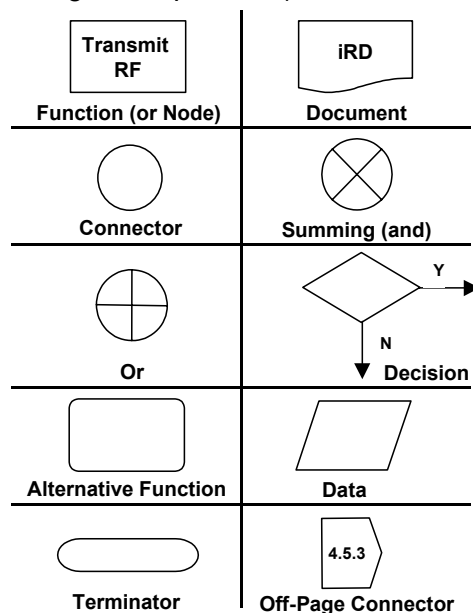 Transmit
RF
iRD
Function (or Node)
Document
Connector
Summing (and)
Y
N
Or
Decision
Alternative Function
Data
4.5.3
Terminator
Off-Page Connector